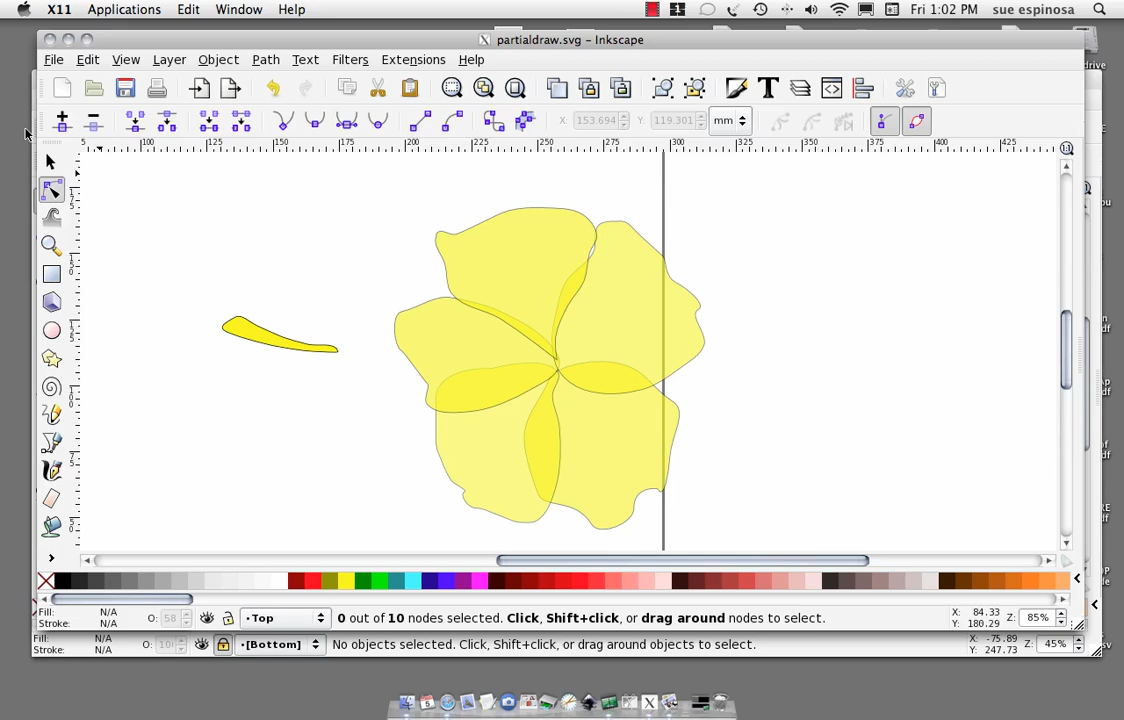 X11 Applications Edit Window Help Fri 1:02 PM sue espinosa
partialdraw.svg – Inkscape
drive
File Edit View Layer Object Path Text Filters Extensions Help
X: 153.694 Y: 119.301 mm
100 125 150 175 200 225 250 275 300 325 350 375 400 425
Fill: N/A
Stroke: N/A
O: 58
Top
0 out of 10 nodes selected. Click, Shift+click, or drag around nodes to select.
X: 84.33
Y: 180.29
Z: 85%
Fill: N/A
Stroke: N/A
O:
[Bottom]
No objects selected. Click, Shift+click, or drag around objects to select.
X: -75.89
Y: 247.73
Z: 45%